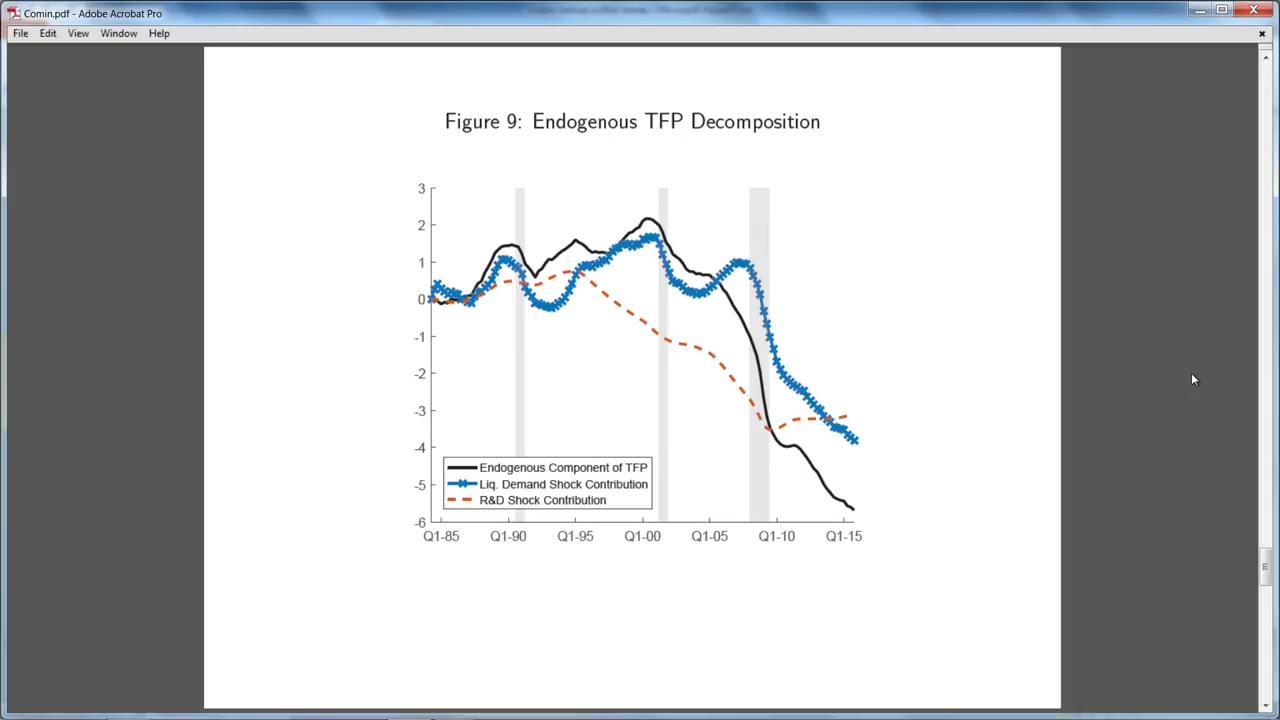 Comin.pdf - Adobe Acrobat Pro
File Edit View Window Help
Figure 9: Endogenous TFP Decomposition
3
2
1
0
-1
-2
-3
-4
-5
-6
Endogenous Component of TFP
Liq. Demand Shock Contribution
R&D Shock Contribution
Q1-85 Q1-90 Q1-95 Q1-00 Q1-05 Q1-10 Q1-15